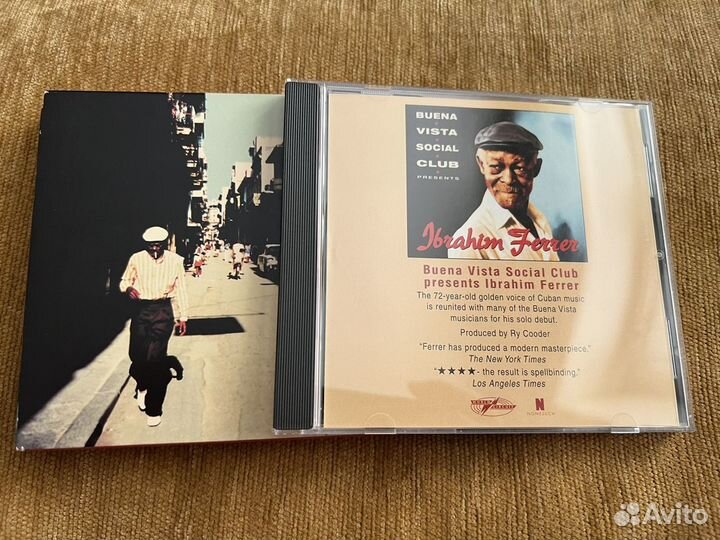 BUENA
VISTA
SOCIAL
CLUB
PRESENTS
Ibrahim Ferrer
Buena Vista Social Club
presents Ibrahim Ferrer
The 72-year-old golden voice of Cuban music
is reunited with many of the Buena Vista
musicians for his solo debut.
Produced by Ry Cooder
"Ferrer has produced a modern masterpiece."
The New York Times
"★★★★- the result is spellbinding."
Los Angeles Times
WORLD
CIRCUIT
N
NONESUCH
Avito